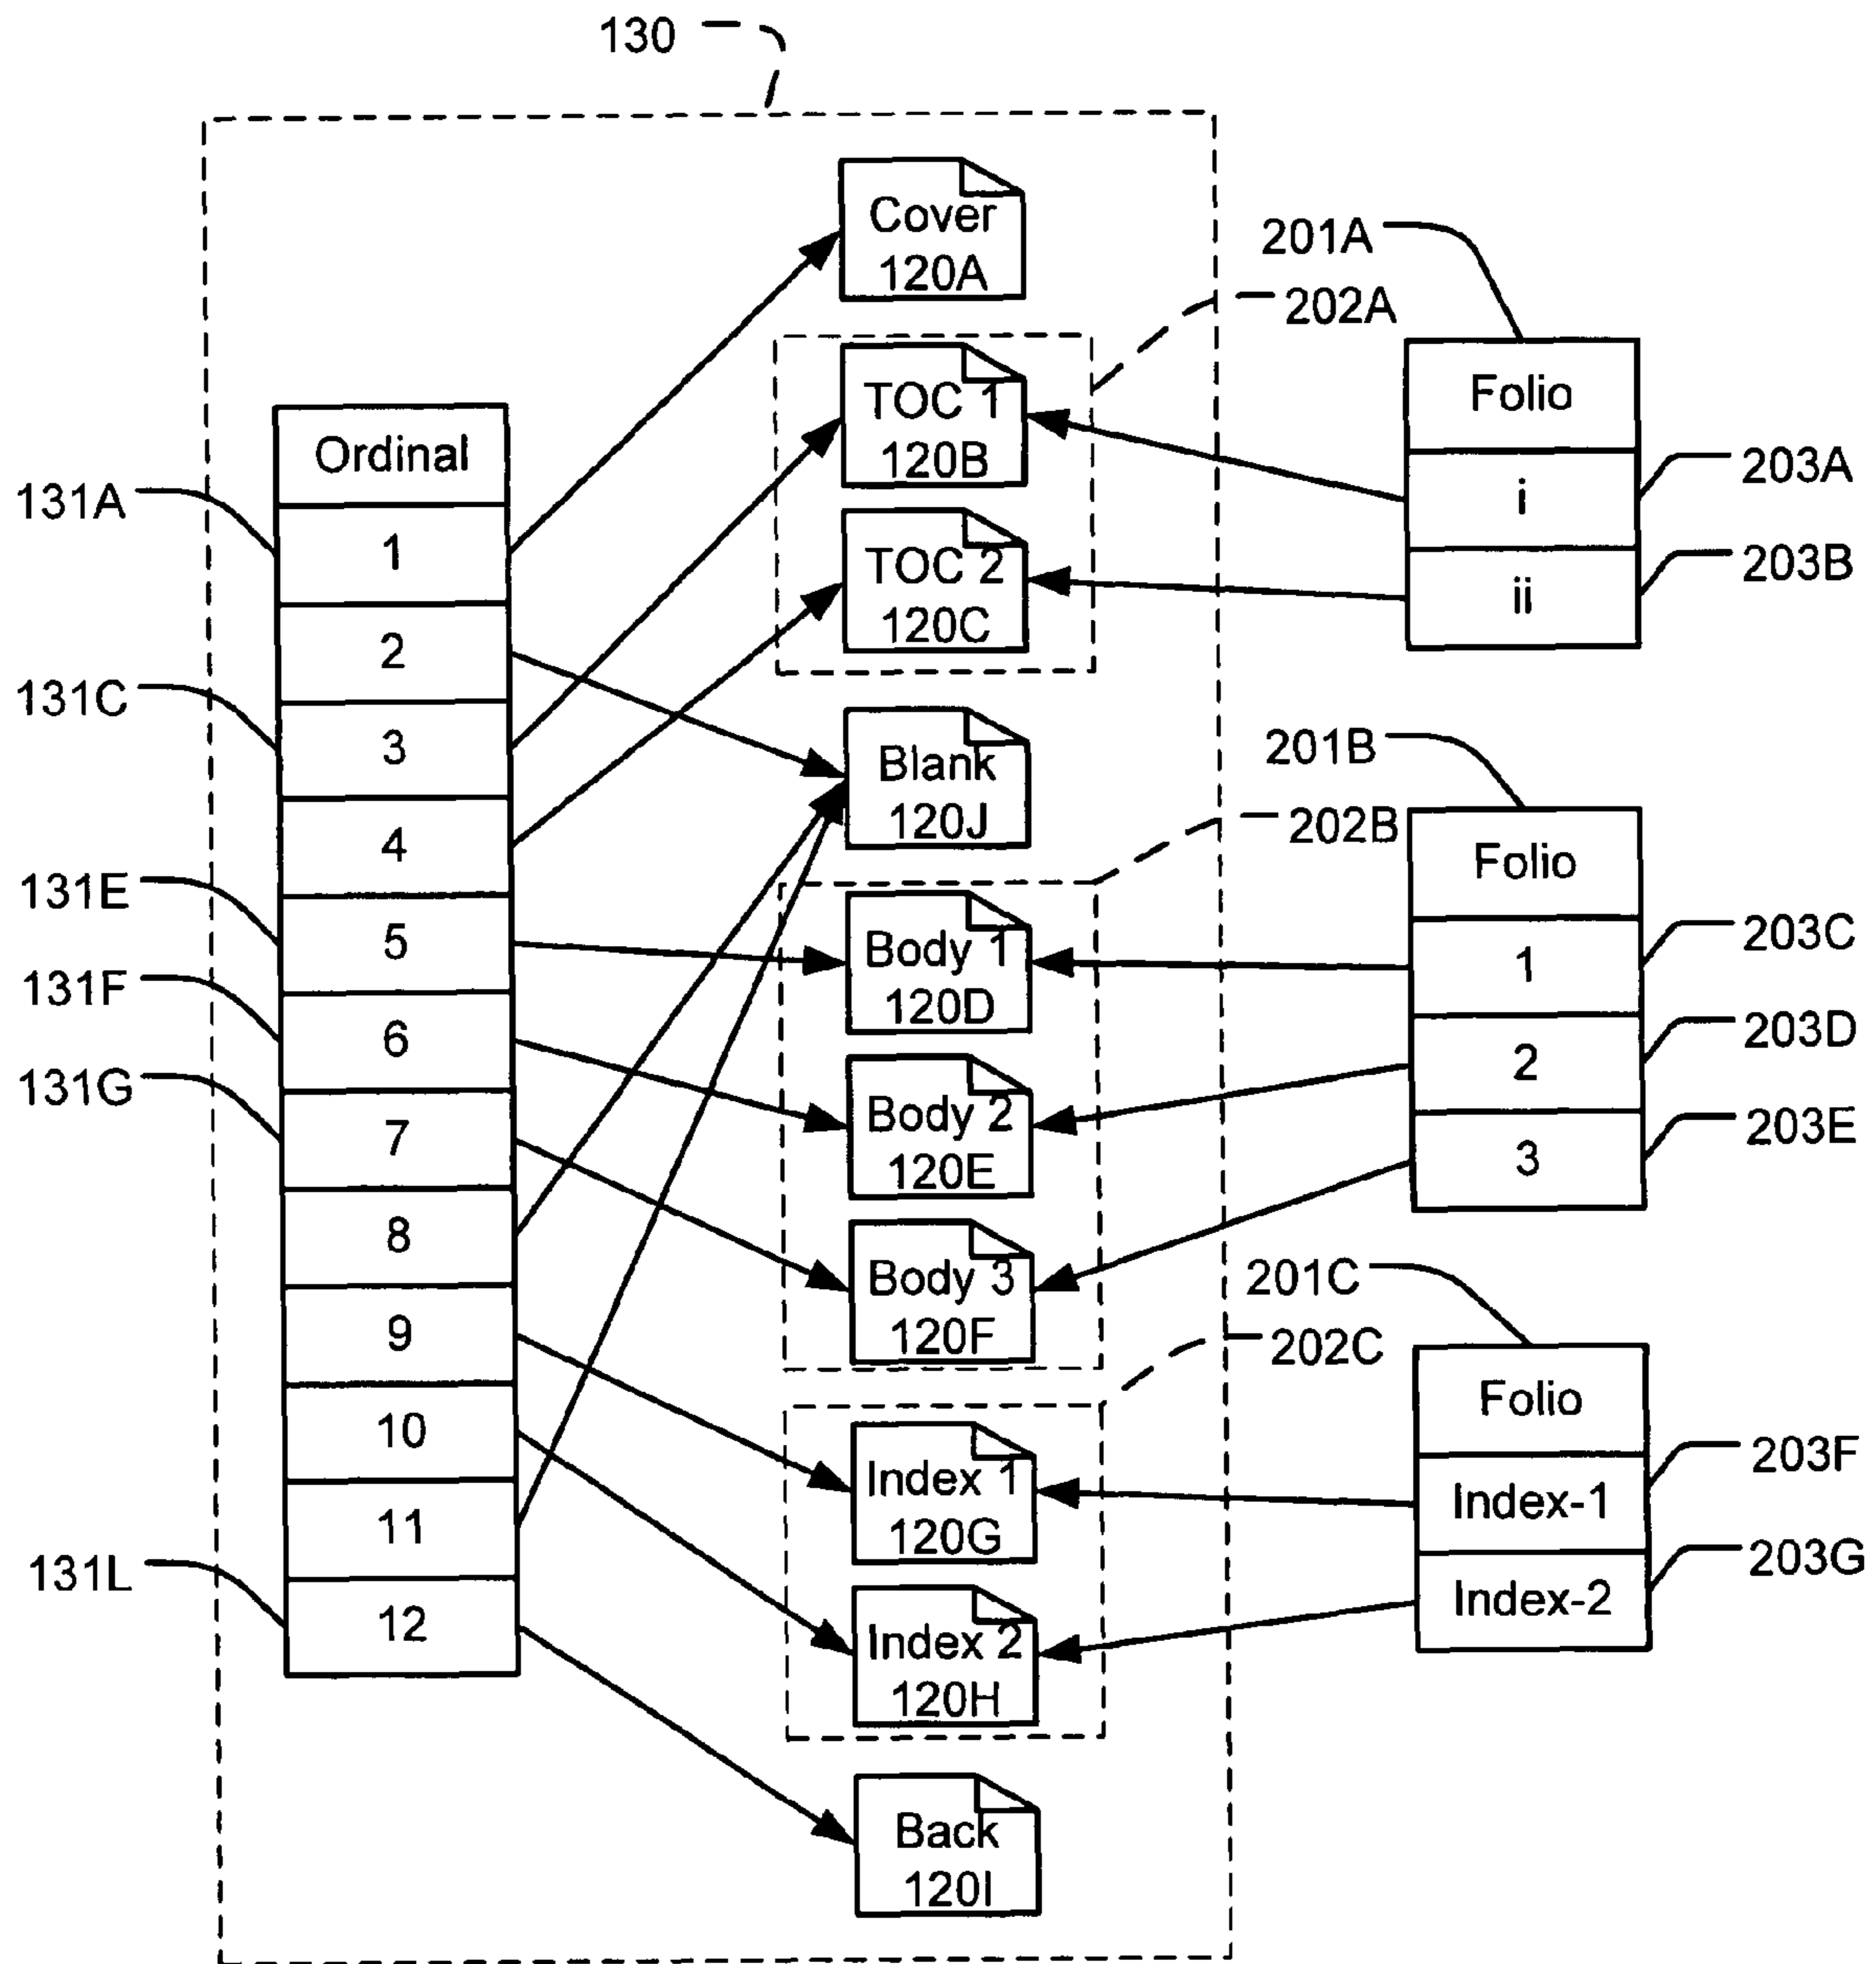 130
Cover
120A
201A
202A
TOC 1
120B
Folio
Ordinal
131A
i
203A
1
TOC 2
120C
ii
203B
2
131C
3
Blank
120J
201B
202B
4
Folio
131E
5
Body 1
120D
1
203C
131F
6
2
203D
131G
7
Body 2
120E
3
203E
8
Body 3
120F
201C
202C
9
Folio
10
Index 1
120G
Index-1
203F
11
Index-2
203G
131L
12
Index 2
120H
Back
120I